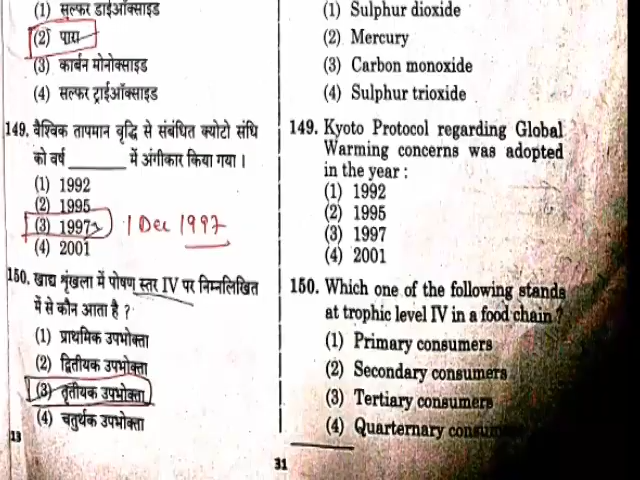 (1) सल्फर डाईऑक्साइड
(2) पारा
(3) कार्बन मोनोक्साइड
(4) सल्फर ट्राईऑक्साइड
149. वैश्विक तापमान वृद्धि से संबंधित क्योटो संधि
को वर्ष ________ में अंगीकार किया गया ।
(1) 1992
(2) 1995
(3) 1997 1 Dec 1997
(4) 2001
150. खाद्य शृंखला में पोषण स्तर IV पर निम्नलिखित
में से कौन आता है ?
(1) प्राथमिक उपभोक्ता
(2) द्वितीयक उपभोक्ता
(3) तृतीयक उपभोक्ता
(4) चतुर्थक उपभोक्ता
13
(1) Sulphur dioxide
(2) Mercury
(3) Carbon monoxide
(4) Sulphur trioxide
149. Kyoto Protocol regarding Global
Warming concerns was adopted
in the year :
(1) 1992
(2) 1995
(3) 1997
(4) 2001
150. Which one of the following stands
at trophic level IV in a food chain ?
(1) Primary consumers
(2) Secondary consumers
(3) Tertiary consumers
(4) Quarternary
31